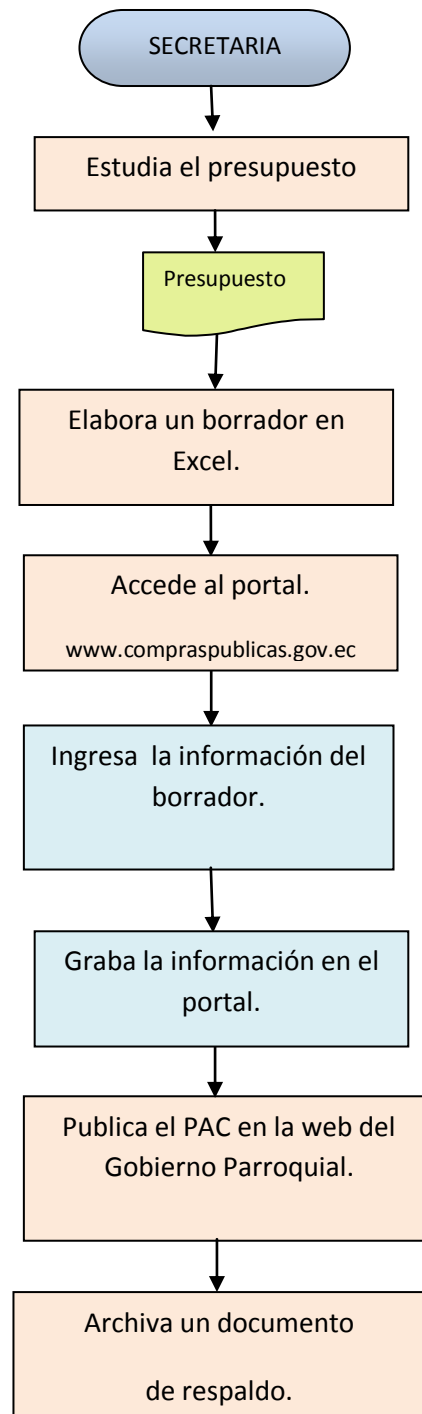 SECRETARIA
Estudia el presupuesto
Presupuesto
Elabora un borrador en
Excel.
Accede al portal.
www.compraspublicas.gov.ec
Ingresa  la información del
borrador.
Graba la información en el
portal.
Publica el PAC en la web del
Gobierno Parroquial.
Archiva un documento
de respaldo.